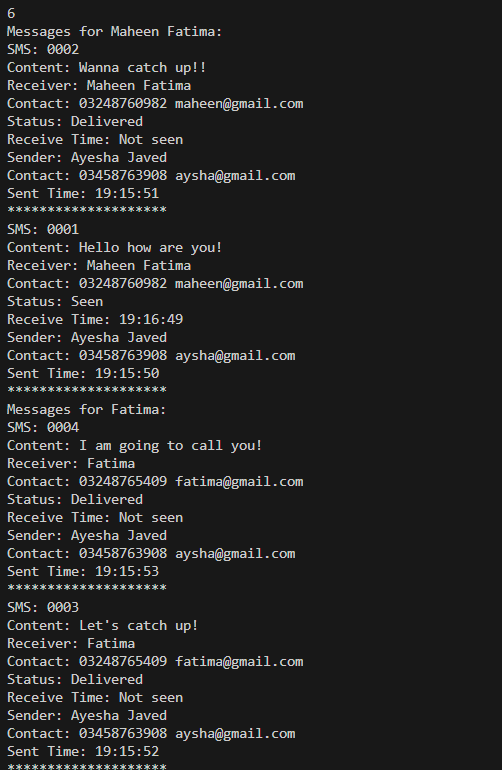 6
Messages for Maheen Fatima:
SMS: 0002
Content: Wanna catch up!!
Receiver: Maheen Fatima
Contact: 03248760982 maheen@gmail.com
Status: Delivered
Receive Time: Not seen
Sender: Ayesha Javed
Contact: 03458763908 aysha@gmail.com
Sent Time: 19:15:51
********************
SMS: 0001
Content: Hello how are you!
Receiver: Maheen Fatima
Contact: 03248760982 maheen@gmail.com
Status: Seen
Receive Time: 19:16:49
Sender: Ayesha Javed
Contact: 03458763908 aysha@gmail.com
Sent Time: 19:15:50
********************
Messages for Fatima:
SMS: 0004
Content: I am going to call you!
Receiver: Fatima
Contact: 03248765409 fatima@gmail.com
Status: Delivered
Receive Time: Not seen
Sender: Ayesha Javed
Contact: 03458763908 aysha@gmail.com
Sent Time: 19:15:53
********************
SMS: 0003
Content: Let's catch up!
Receiver: Fatima
Contact: 03248765409 fatima@gmail.com
Status: Delivered
Receive Time: Not seen
Sender: Ayesha Javed
Contact: 03458763908 aysha@gmail.com
Sent Time: 19:15:52
********************